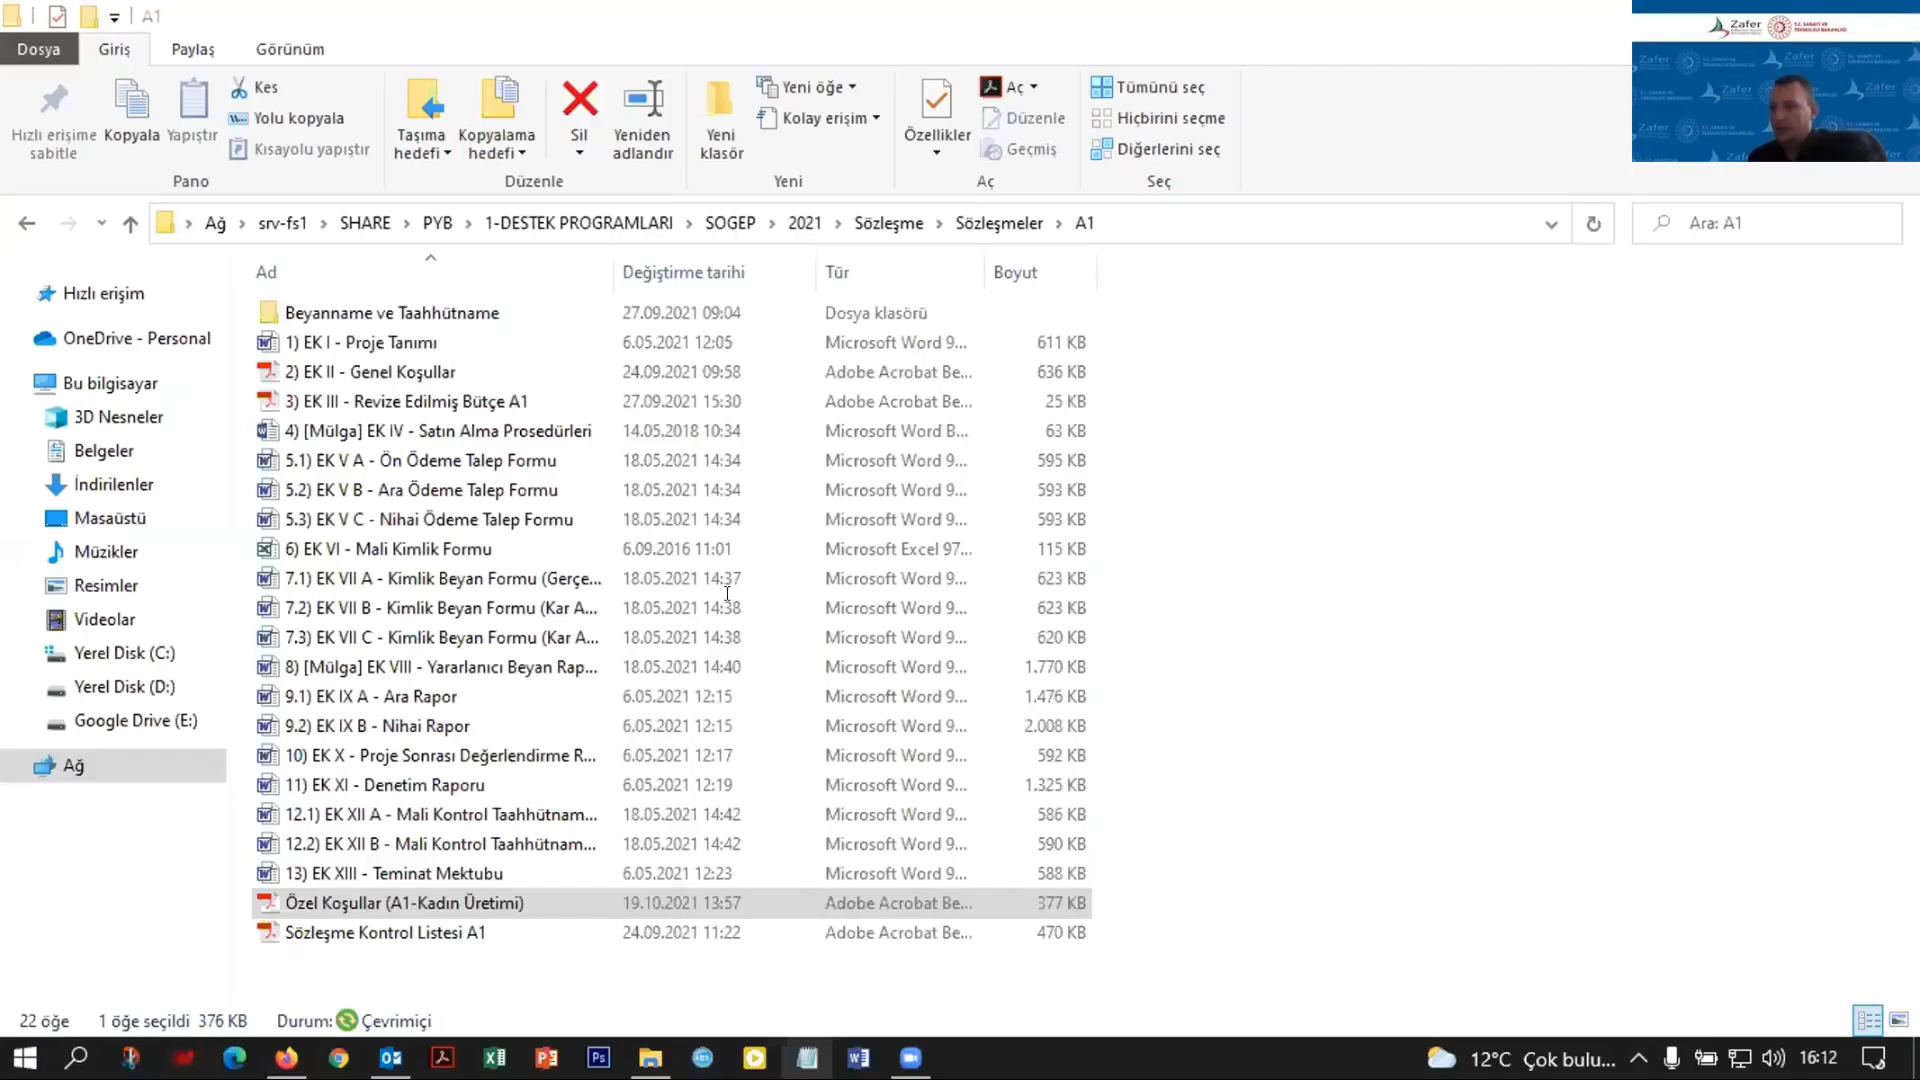 A1
Dosya Giriş Paylaş Görünüm
Hızlı erişime sabitle
Kopyala
Yapıştır
Kes
Yolu kopyala
Kısayolu yapıştır
Pano
Taşıma hedefi
Kopyalama hedefi
Sil
Yeniden adlandır
Düzenle
Yeni klasör
Yeni öğe
Kolay erişim
Yeni
Özellikler
Aç
Düzenle
Geçmiş
Aç
Tümünü seç
Hiçbirini seçme
Diğerlerini seç
Seç
Zafer
T.C. SANAYİ VE
TEKNOLOJİ BAKANLIĞI
Ağ > srv-fs1 > SHARE > PYB > 1-DESTEK PROGRAMLARI > SOGEP > 2021 > Sözleşme > Sözleşmeler > A1
Ara: A1
Hızlı erişim
OneDrive - Personal
Bu bilgisayar
3D Nesneler
Belgeler
İndirilenler
Masaüstü
Müzikler
Resimler
Videolar
Yerel Disk (C:)
Yerel Disk (D:)
Google Drive (E:)
Ağ
Ad Değiştirme tarihi Tür Boyut
Beyanname ve Taahhütname 27.09.2021 09:04 Dosya klasörü
1) EK I - Proje Tanımı 6.05.2021 12:05 Microsoft Word 9... 611 KB
2) EK II - Genel Koşullar 24.09.2021 09:58 Adobe Acrobat Be... 636 KB
3) EK III - Revize Edilmiş Bütçe A1 27.09.2021 15:30 Adobe Acrobat Be... 25 KB
4) [Mülga] EK IV - Satın Alma Prosedürleri 14.05.2018 10:34 Microsoft Word B... 63 KB
5.1) EK V A - Ön Ödeme Talep Formu 18.05.2021 14:34 Microsoft Word 9... 595 KB
5.2) EK V B - Ara Ödeme Talep Formu 18.05.2021 14:34 Microsoft Word 9... 593 KB
5.3) EK V C - Nihai Ödeme Talep Formu 18.05.2021 14:34 Microsoft Word 9... 593 KB
6) EK VI - Mali Kimlik Formu 6.09.2016 11:01 Microsoft Excel 97... 115 KB
7.1) EK VII A - Kimlik Beyan Formu (Gerçe... 18.05.2021 14:37 Microsoft Word 9... 623 KB
7.2) EK VII B - Kimlik Beyan Formu (Kar A... 18.05.2021 14:38 Microsoft Word 9... 623 KB
7.3) EK VII C - Kimlik Beyan Formu (Kar A... 18.05.2021 14:38 Microsoft Word 9... 620 KB
8) [Mülga] EK VIII - Yararlanıcı Beyan Rap... 18.05.2021 14:40 Microsoft Word 9... 1.770 KB
9.1) EK IX A - Ara Rapor 6.05.2021 12:15 Microsoft Word 9... 1.476 KB
9.2) EK IX B - Nihai Rapor 6.05.2021 12:15 Microsoft Word 9... 2.008 KB
10) EK X - Proje Sonrası Değerlendirme R... 6.05.2021 12:17 Microsoft Word 9... 592 KB
11) EK XI - Denetim Raporu 6.05.2021 12:19 Microsoft Word 9... 1.325 KB
12.1) EK XII A - Mali Kontrol Taahhütnam... 18.05.2021 14:42 Microsoft Word 9... 586 KB
12.2) EK XII B - Mali Kontrol Taahhütnam... 18.05.2021 14:42 Microsoft Word 9... 590 KB
13) EK XIII - Teminat Mektubu 6.05.2021 12:23 Microsoft Word 9... 588 KB
Özel Koşullar (A1-Kadın Üretimi) 19.10.2021 13:57 Adobe Acrobat Be... 377 KB
Sözleşme Kontrol Listesi A1 24.09.2021 11:22 Adobe Acrobat Be... 470 KB
22 öğe 1 öğe seçildi 376 KB Durum: Çevrimiçi
12°C Çok bulu... 16:12